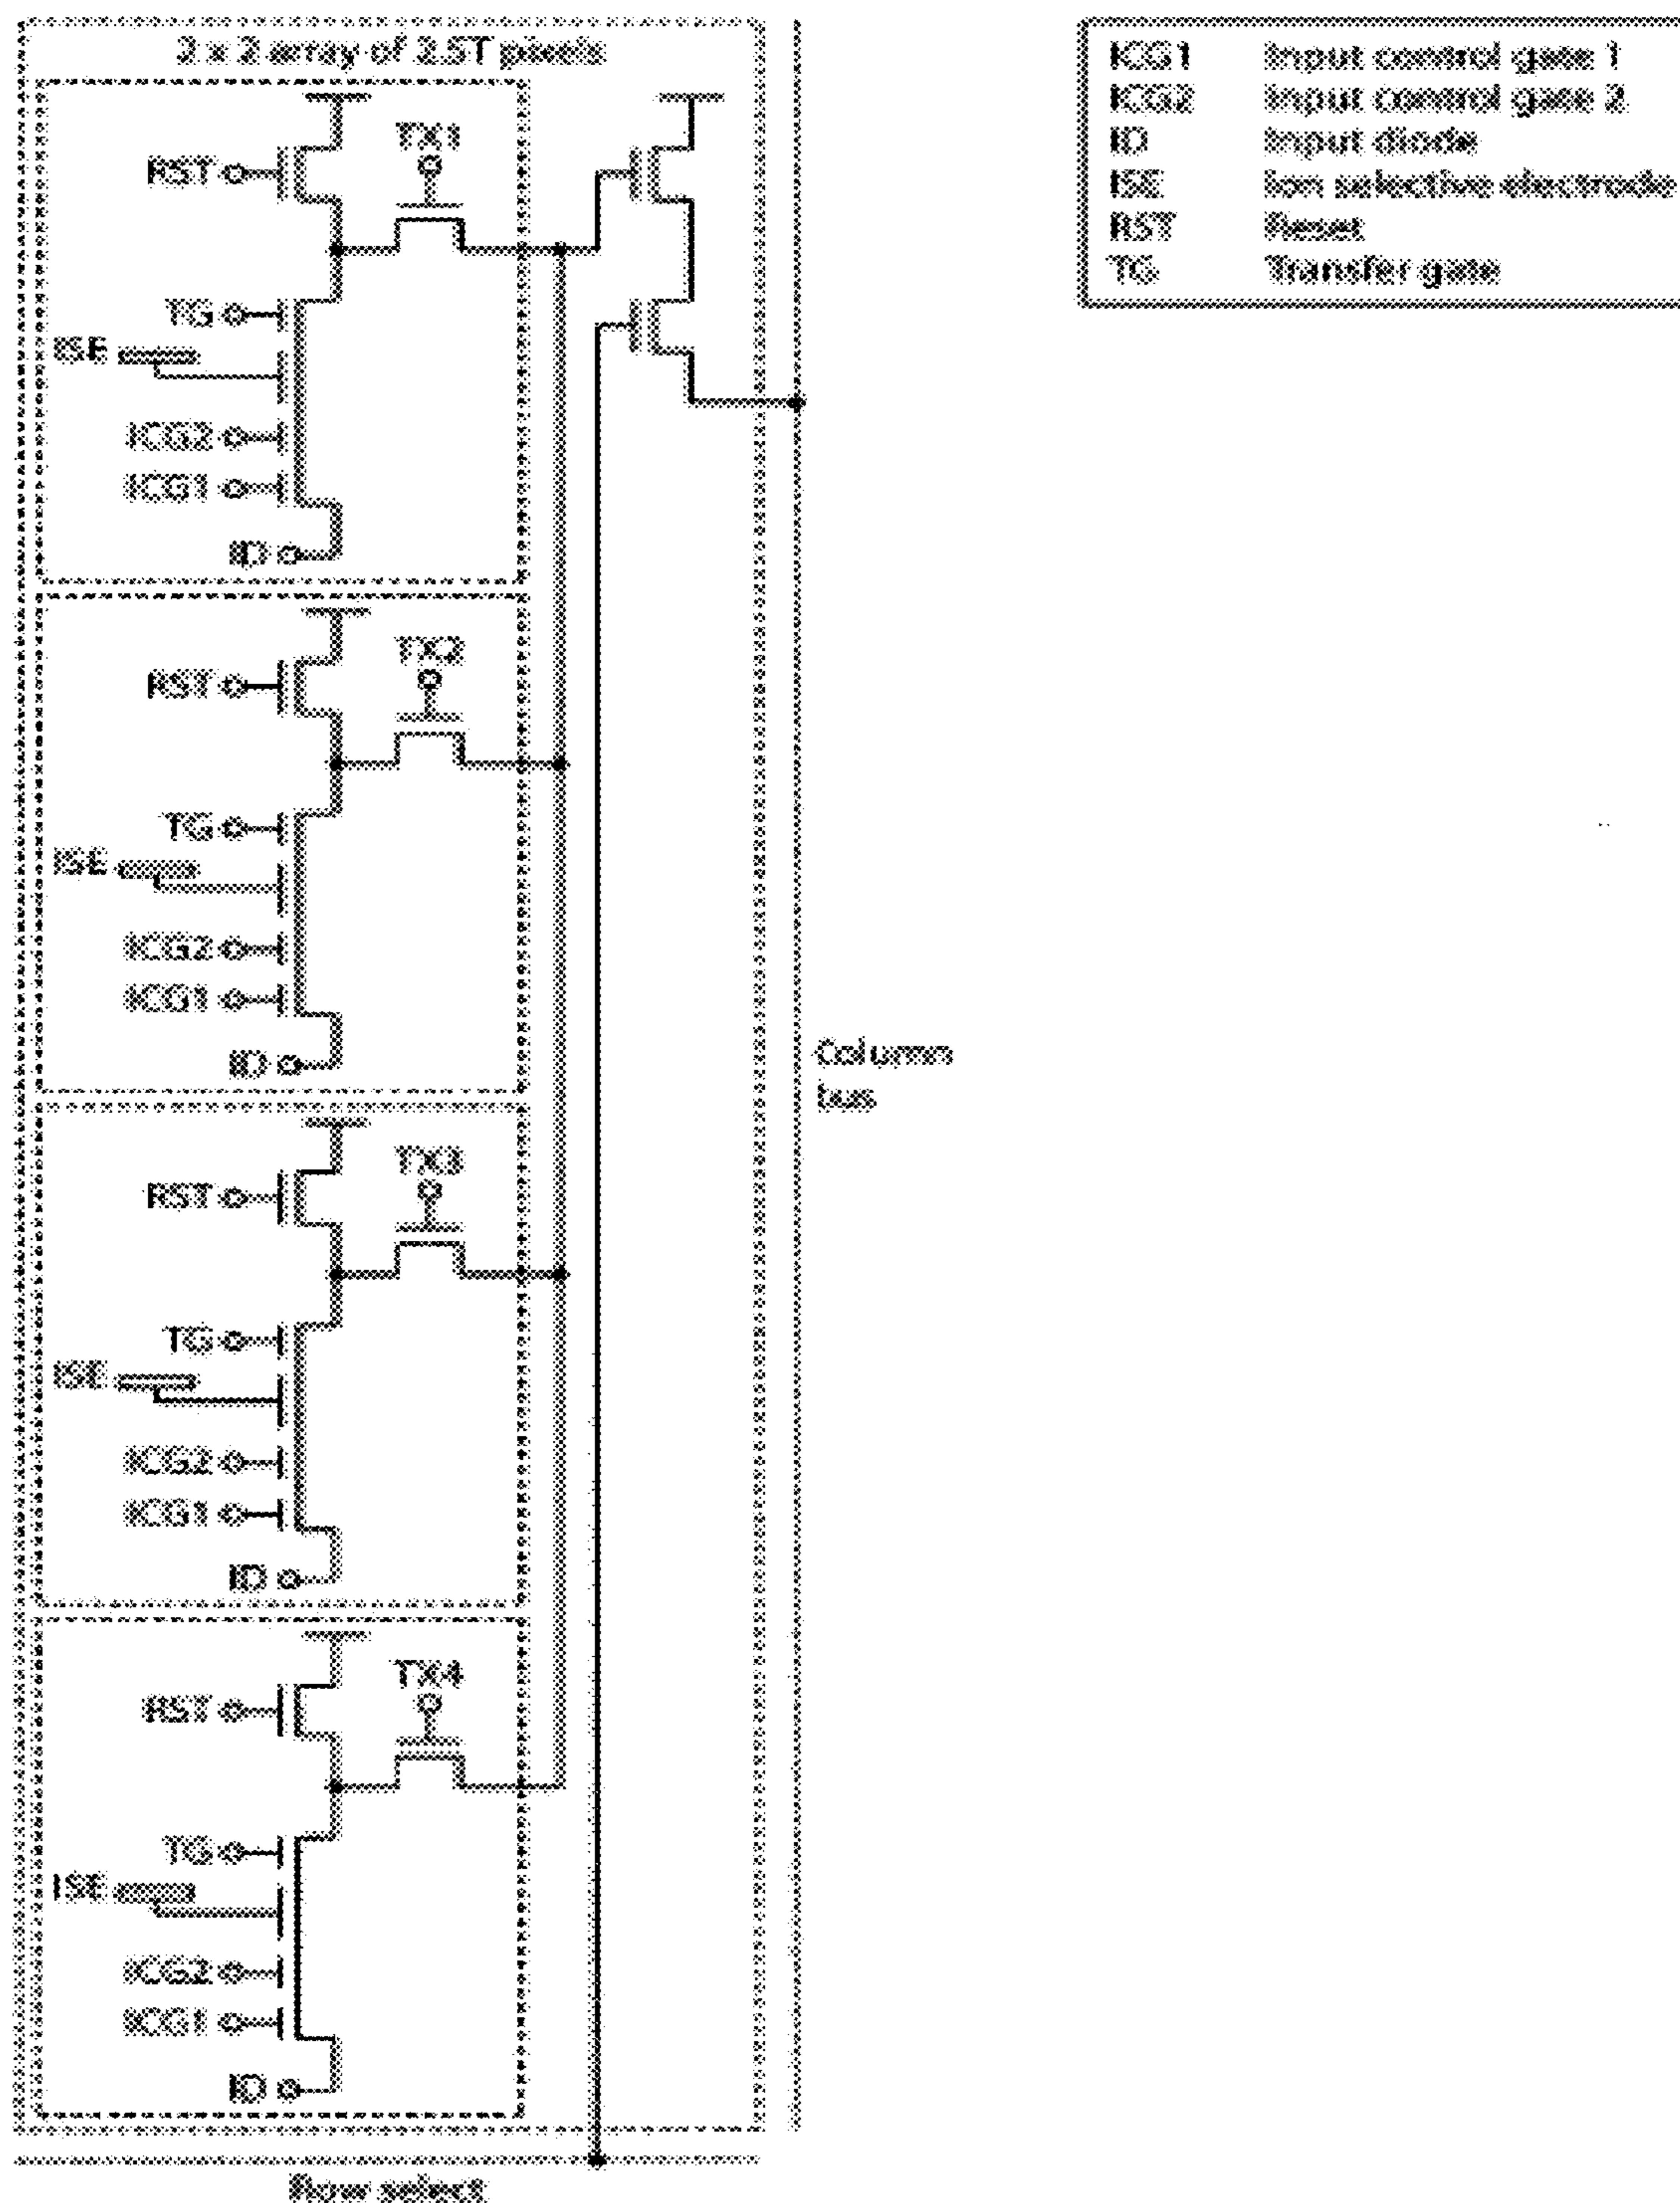 2 x 2 array of 2.5T pixels
ICG1 Input control gate 1
ICG2 Input control gate 2
ID Input diode
ISE Ion selective electrode
RST Reset
TG Transfer gate
TX1
RST
TG
ISE
ICG2
ICG1
ID
TX2
RST
TG
ISE
ICG2
ICG1
ID
Column
bus
TX3
RST
TG
ISE
ICG2
ICG1
ID
TX4
RST
TG
ISE
ICG2
ICG1
ID
Row select